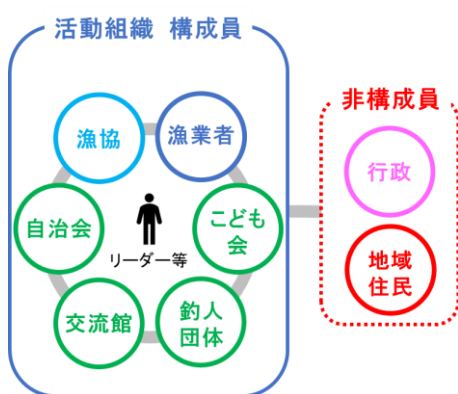 活動組織 構成員
漁協
漁業者
自治会
こども
会
リーダー等
交流館
釣人
団体
非構成員
行政
地域
住民